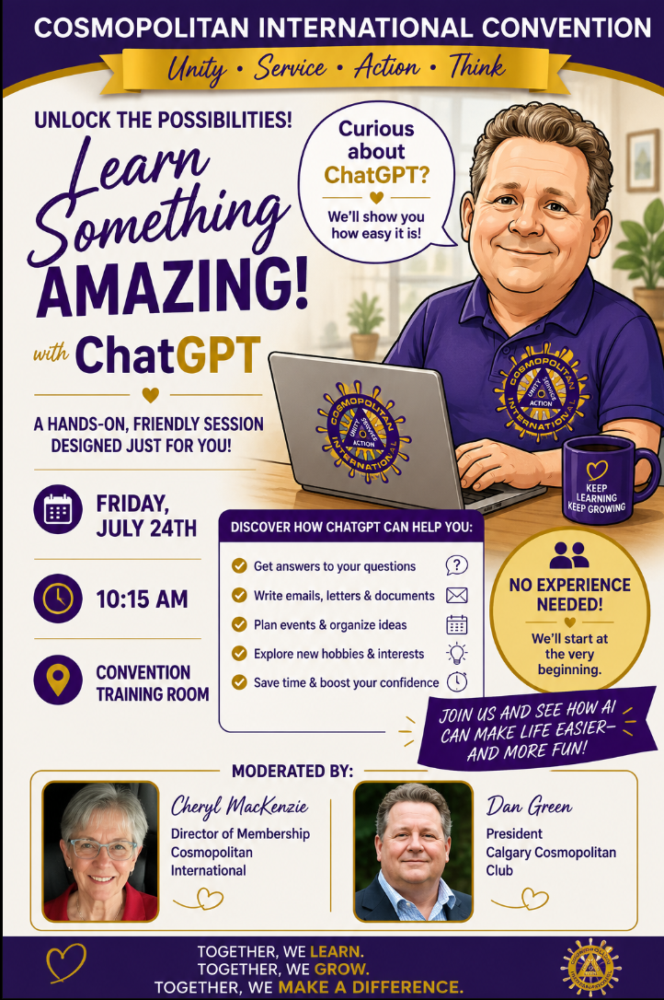 COSMOPOLITAN INTERNATIONAL CONVENTION
Unity • Service • Action • Think
UNLOCK THE POSSIBILITIES!
Learn
Something
AMAZING!
with ChatGPT
A HANDS-ON, FRIENDLY SESSION
DESIGNED JUST FOR YOU!
Curious
about
ChatGPT?
We'll show you
how easy it is!
COSMOPOLITAN
INTERNATIONAL
UNITY
SERVICE
ACTION
COSMOPOLITAN
INTERNATIONAL
UNITY
SERVICE
ACTION
KEEP
LEARNING
KEEP GROWING
FRIDAY,
JULY 24TH
10:15 AM
CONVENTION
TRAINING ROOM
DISCOVER HOW CHATGPT CAN HELP YOU:
Get answers to your questions
Write emails, letters & documents
Plan events & organize ideas
Explore new hobbies & interests
Save time & boost your confidence
NO EXPERIENCE
NEEDED!
We'll start at
the very
beginning.
JOIN US AND SEE HOW AI
CAN MAKE LIFE EASIER—
AND MORE FUN!
MODERATED BY:
Cheryl MacKenzie
Director of Membership
Cosmopolitan
International
Dan Green
President
Calgary Cosmopolitan
Club
TOGETHER, WE LEARN.
TOGETHER, WE GROW.
TOGETHER, WE MAKE A DIFFERENCE.